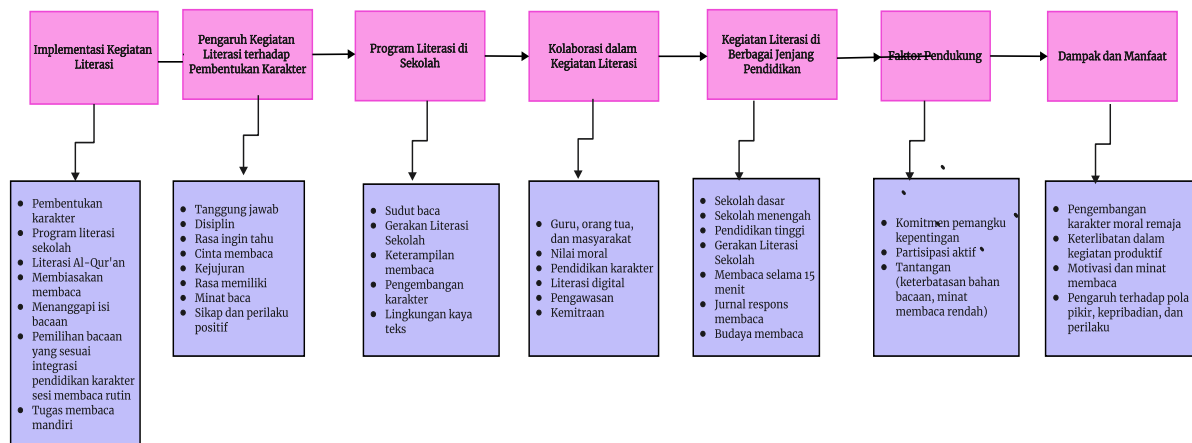 Implementasi Kegiatan
Literasi
Pengaruh Kegiatan
Literasi terhadap
Pembentukan Karakter
Program Literasi di
Sekolah
Kolaborasi dalam
Kegiatan Literasi
Kegiatan Literasi di
Berbagai Jenjang
Pendidikan
Faktor Pendukung
Dampak dan Manfaat
Pembentukan
karakter
Program literasi
sekolah
Literasi Al-Qur'an
Membiasakan
membaca
Menanggapi isi
bacaan
Pemilihan bacaan
yang sesuai
integrasi
pendidikan karakter
sesi membaca rutin
Tugas membaca
mandiri
Tanggung jawab
Disiplin
Rasa ingin tahu
Cinta membaca
Kejujuran
Rasa memiliki
Minat baca
Sikap dan perilaku
positif
Sudut baca
Gerakan Literasi
Sekolah
Keterampilan
membaca
Pengembangan
karakter
Lingkungan kaya
teks
Guru, orang tua,
dan masyarakat
Nilai moral
Pendidikan karakter
Literasi digital
Pengawasan
Kemitraan
Sekolah dasar
Sekolah menengah
Pendidikan tinggi
Gerakan Literasi
Sekolah
Membaca selama 15
menit
Jurnal respons
membaca
Budaya membaca
Komitmen pemangku
kepentingan
Partisipasi aktif
Tantangan
(keterbatasan bahan
bacaan, minat
membaca rendah)
Pengembangan
karakter moral remaja
Keterlibatan dalam
kegiatan produktif
Motivasi dan minat
membaca
Pengaruh terhadap pola
pikir, kepribadian, dan
perilaku